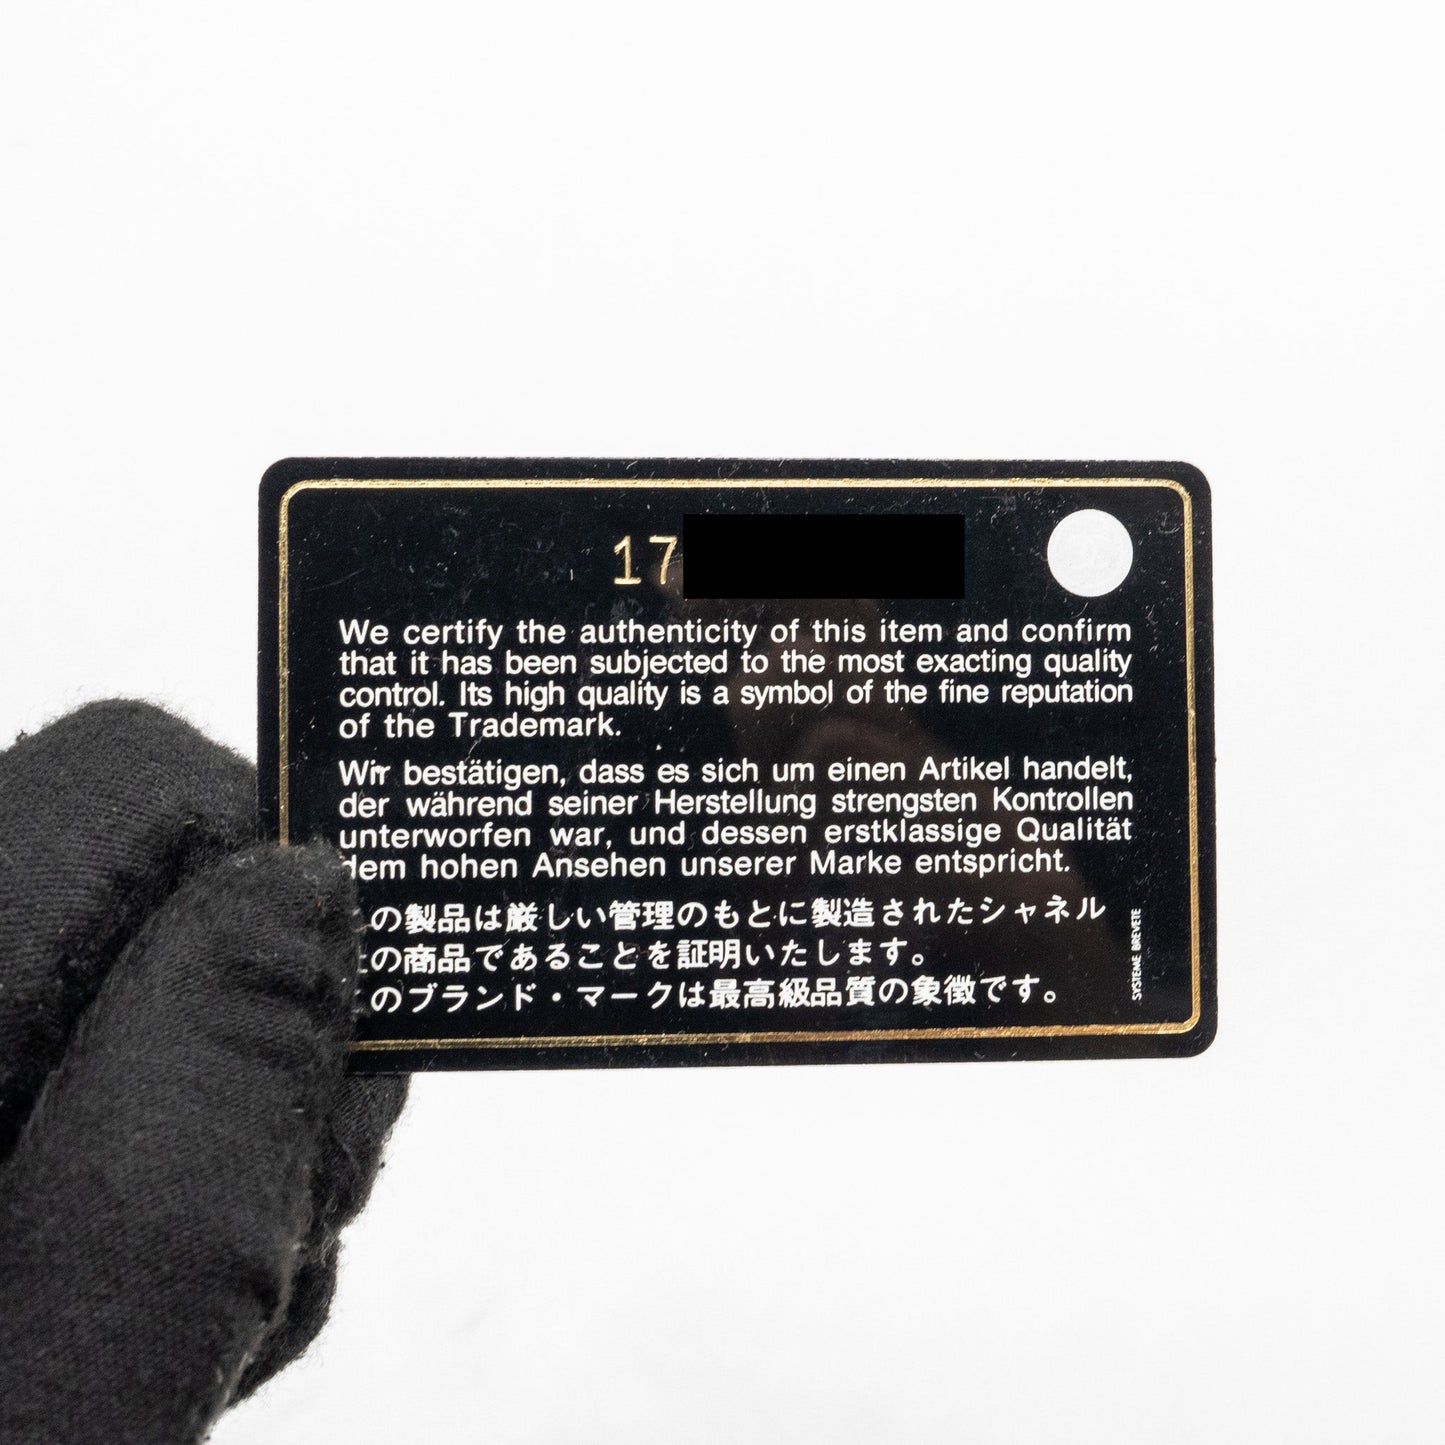 17
We certify the authenticity of this item and confirm
that it has been subjected to the most exacting quality
control. Its high quality is a symbol of the fine reputation
of the Trademark.
Wir bestätigen, dass es sich um einen Artikel handelt,
der während seiner Herstellung strengsten Kontrollen
unterworfen war, und dessen erstklassige Qualität
dem hohen Ansehen unserer Marke entspricht.
の製品は厳しい管理のもとに製造されたシャネル
の商品であることを証明いたします。
のブランド・マークは最高級品質の象徴です。
SYSTEME BREVETE